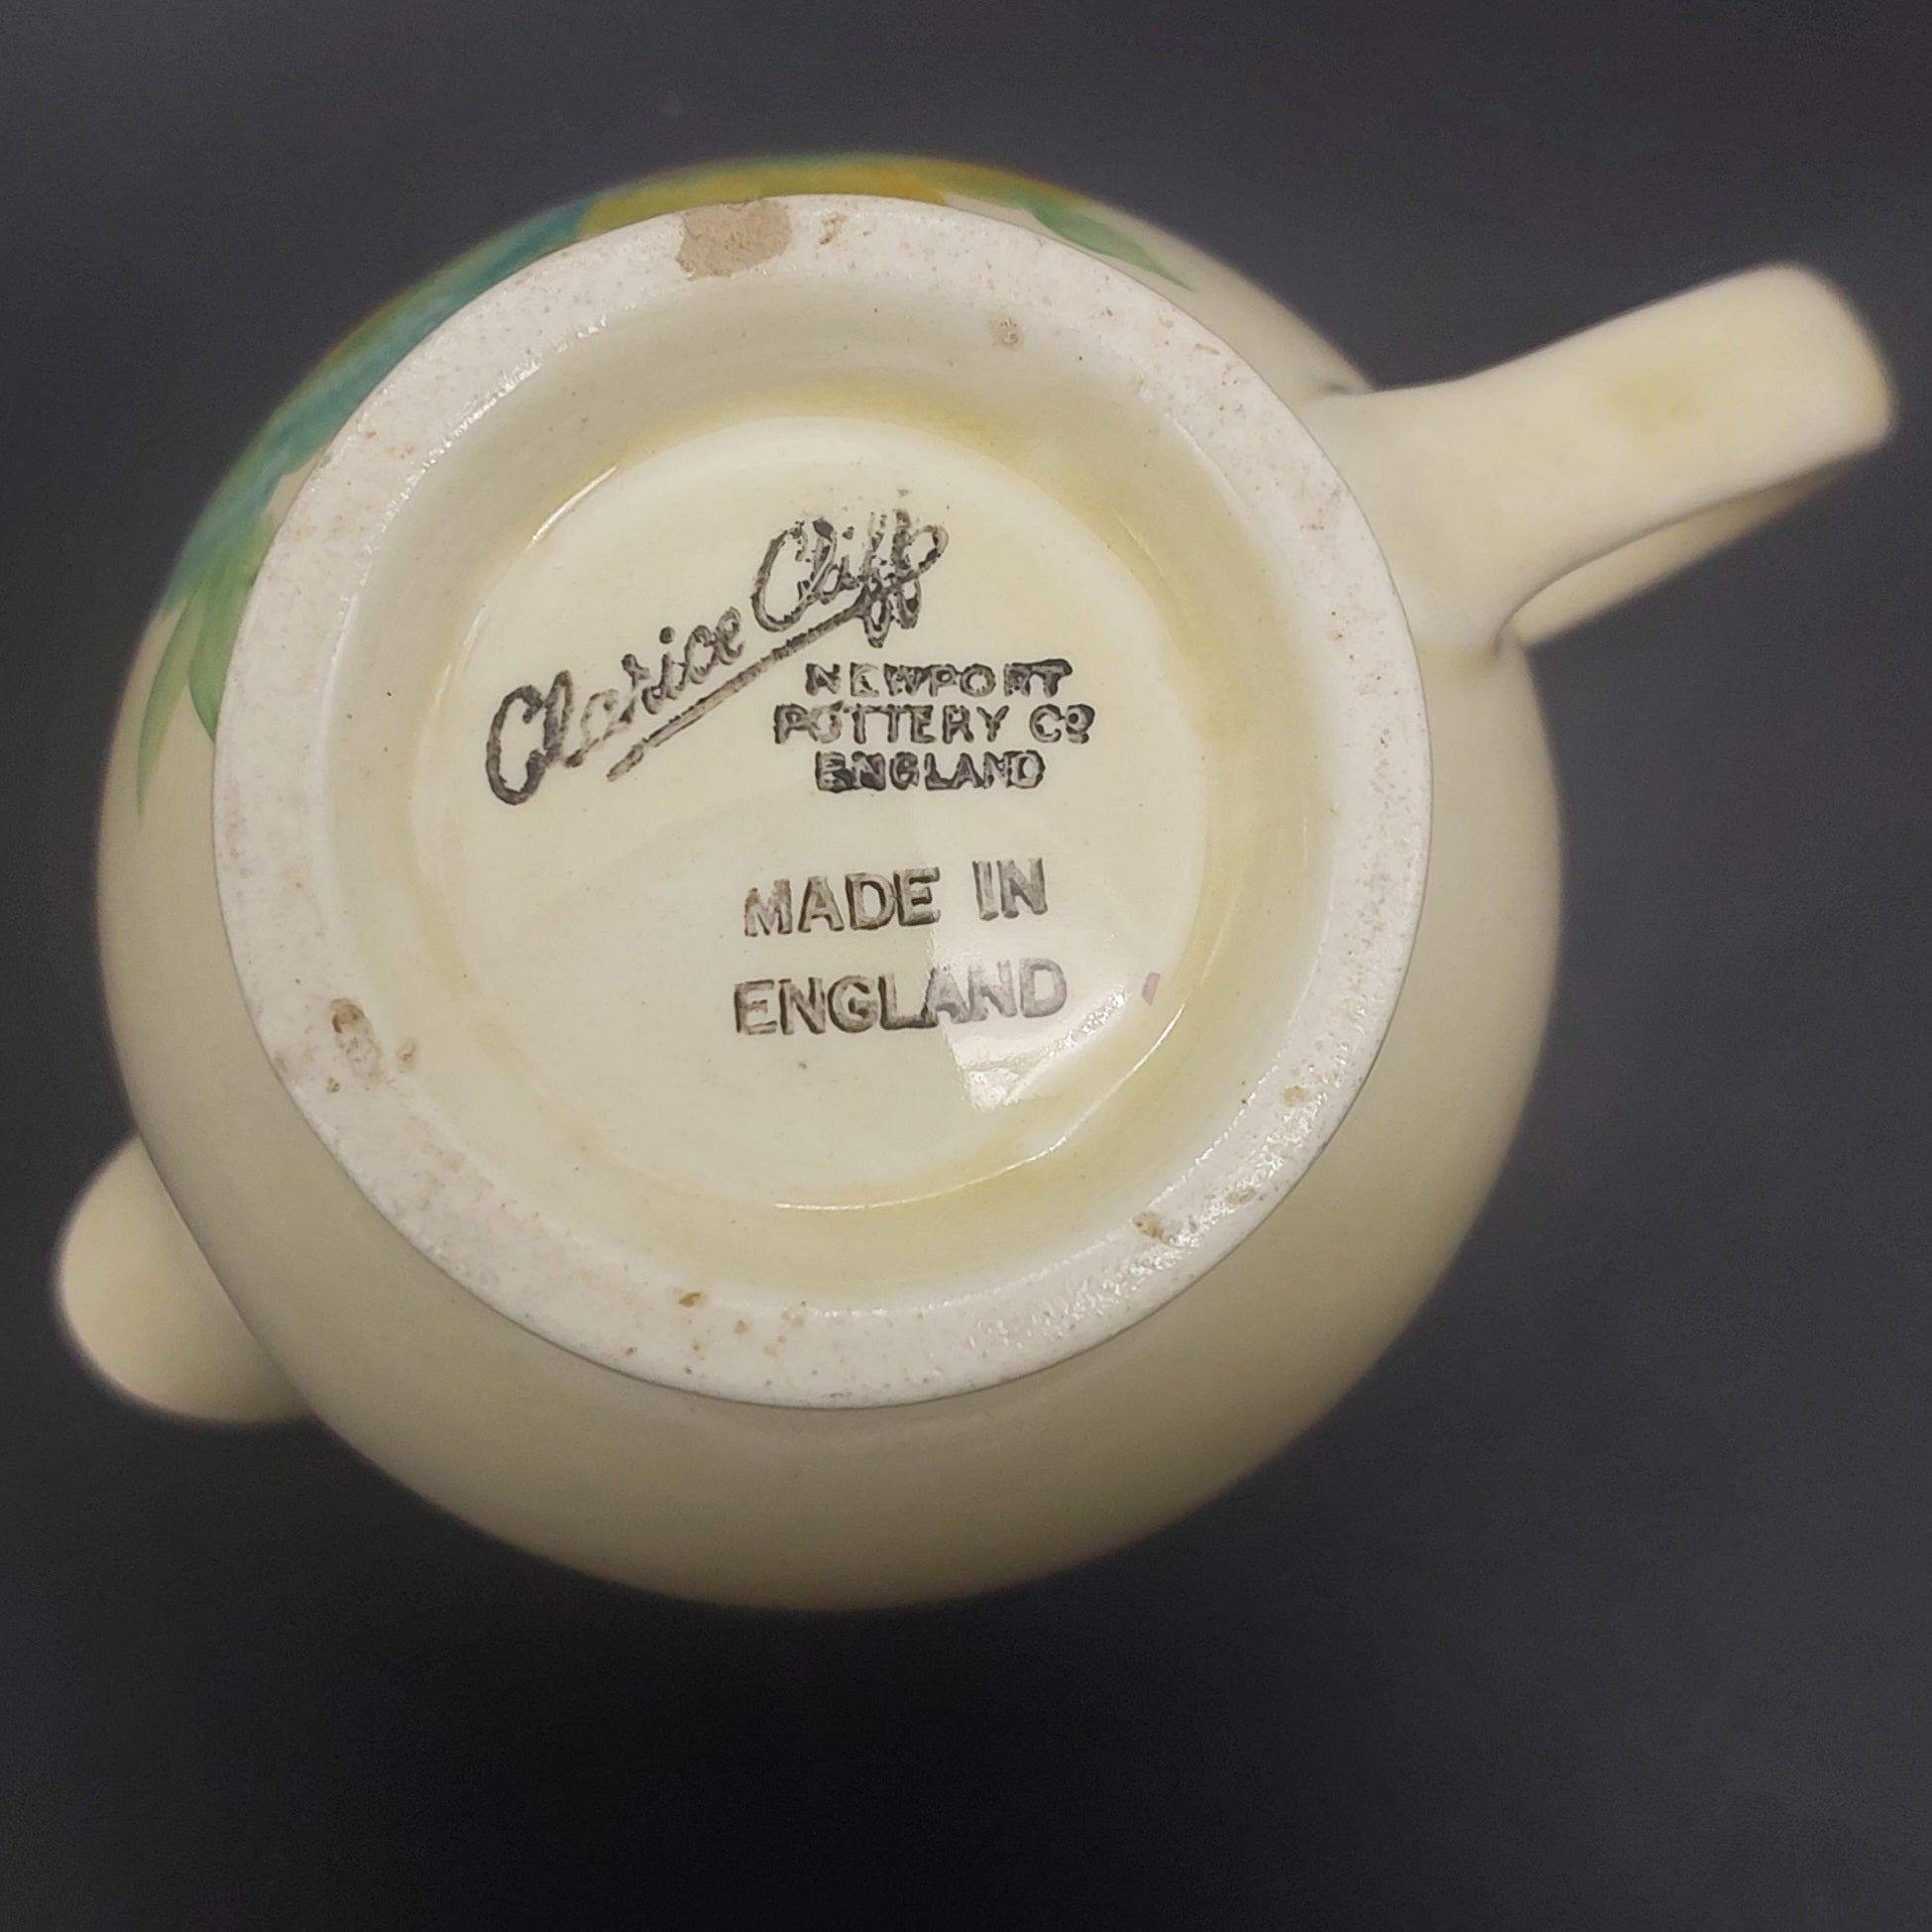 Clarice Cliff
NEWPORT
POTTERY Cº
ENGLAND
MADE IN
ENGLAND